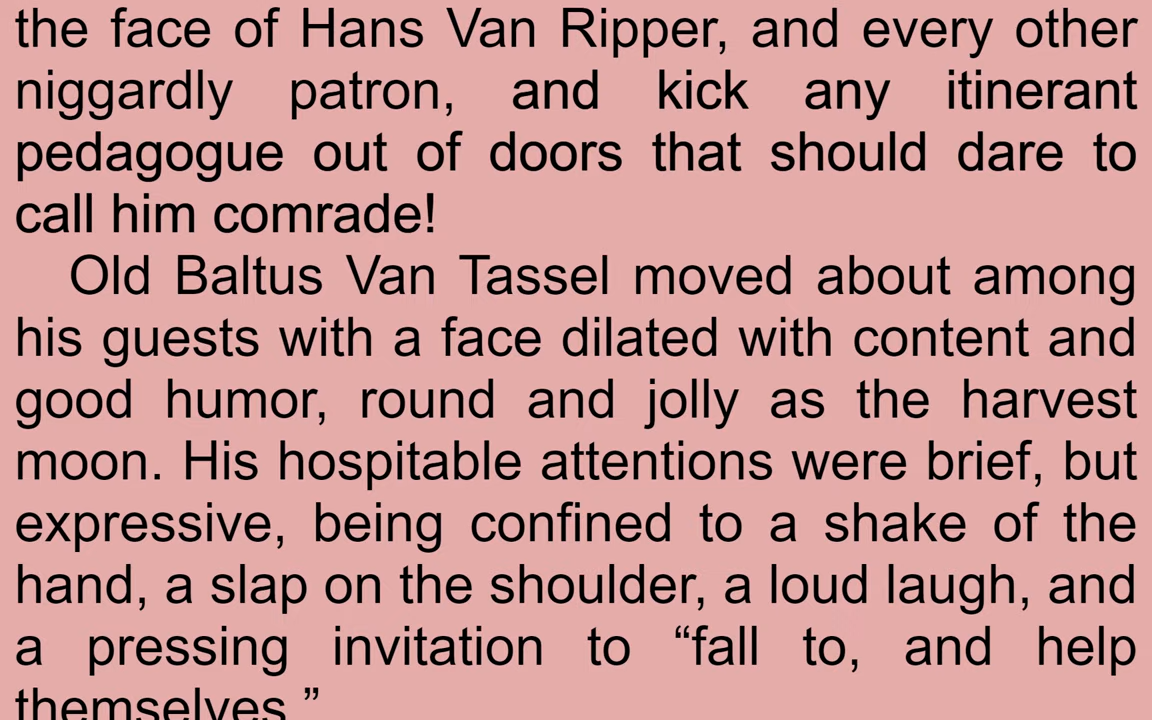 the face of Hans Van Ripper, and every other
niggardly patron, and kick any itinerant
pedagogue out of doors that should dare to
call him comrade!
Old Baltus Van Tassel moved about among
his guests with a face dilated with content and
good humor, round and jolly as the harvest
moon. His hospitable attentions were brief, but
expressive, being confined to a shake of the
hand, a slap on the shoulder, a loud laugh, and
a pressing invitation to “fall to, and help
themselves.”